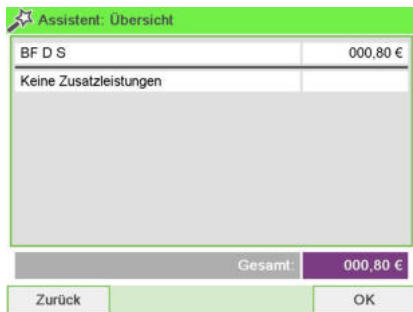 Assistent: Übersicht
BF D S 000,80 €
Keine Zusatzleistungen
Gesamt: 000,80 €
Zurück OK